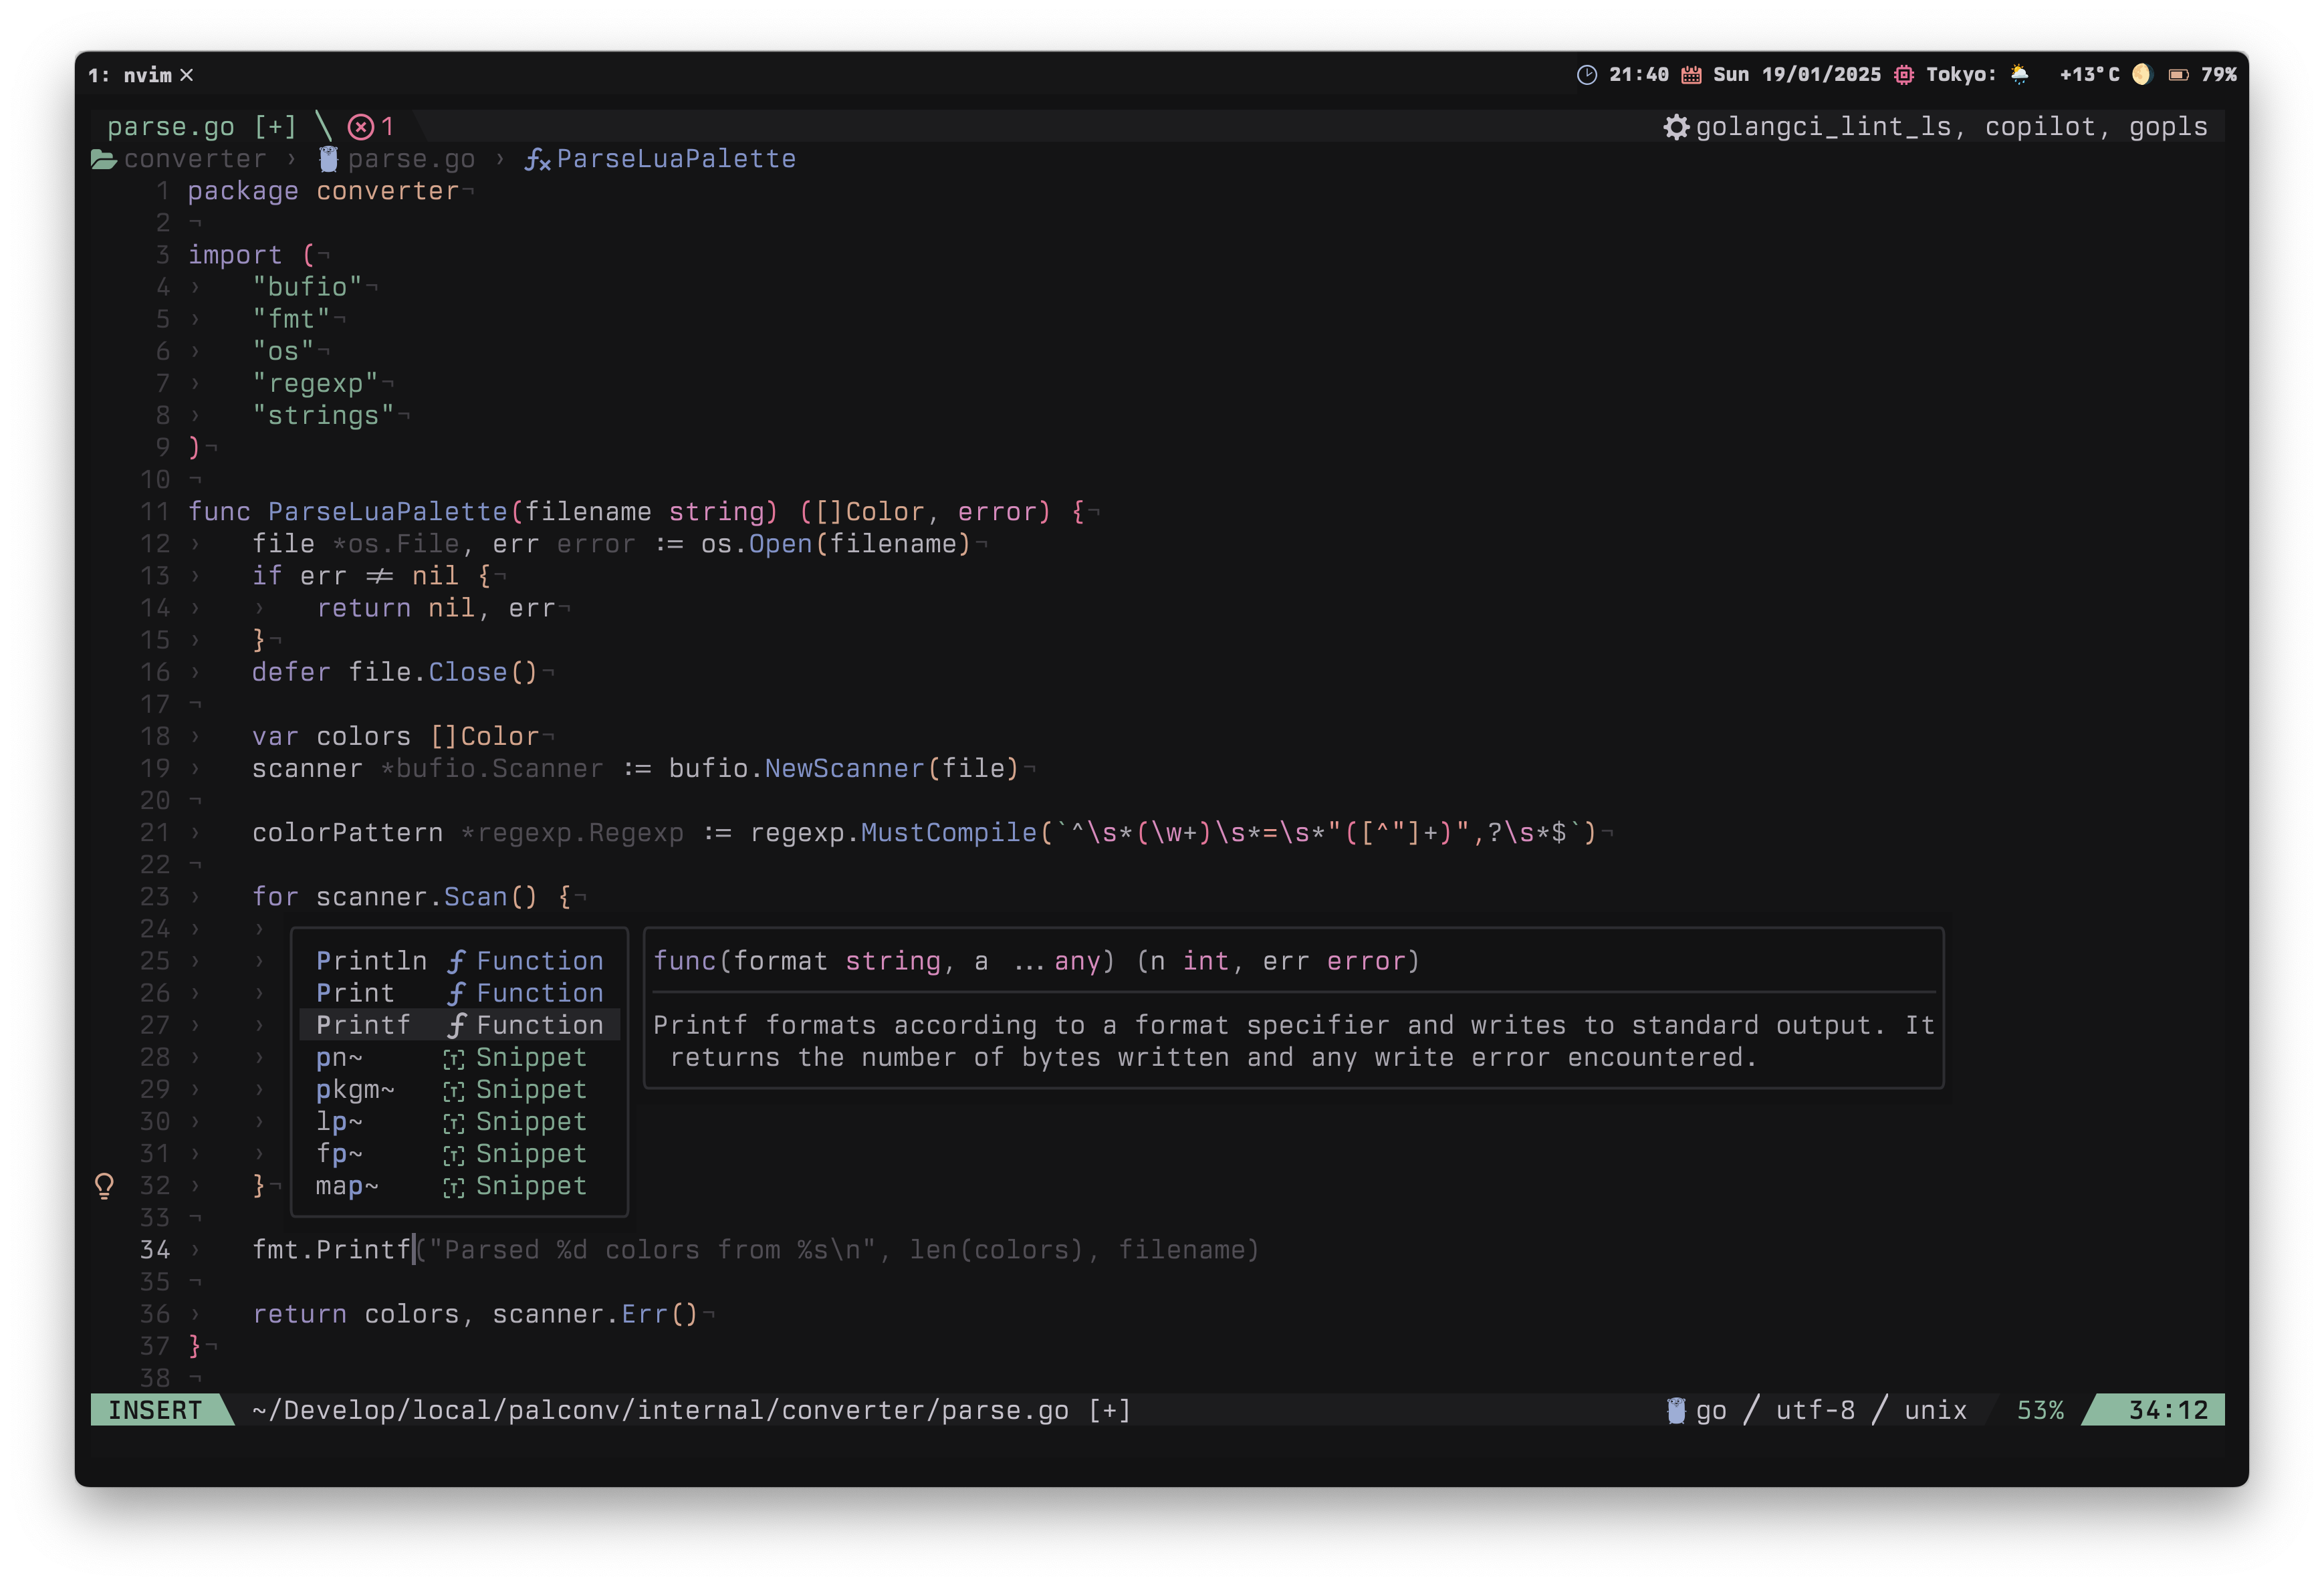 1: nvim × 21:40 Sun 19/01/2025 Tokyo: +13°C 79%
parse.go [+] \ 1 golangci_lint_ls, copilot, gopls
converter › parse.go › ƒx ParseLuaPalette
1 package converter¬
2 ¬
3 import (¬
4 › "bufio"¬
5 › "fmt"¬
6 › "os"¬
7 › "regexp"¬
8 › "strings"¬
9 )¬
10 ¬
11 func ParseLuaPalette(filename string) ([]Color, error) {¬
12 › file *os.File, err error := os.Open(filename)¬
13 › if err != nil {¬
14 › › return nil, err¬
15 › }¬
16 › defer file.Close()¬
17 ¬
18 › var colors []Color¬
19 › scanner *bufio.Scanner := bufio.NewScanner(file)¬
20 ¬
21 › colorPattern *regexp.Regexp := regexp.MustCompile(`^\s*(\w+)\s*=\s*"([^"]+)",?\s*$`)¬
22 ¬
23 › for scanner.Scan() {¬
24 › ›
25 › › Println ƒ Function func(format string, a ...any) (n int, err error)
26 › › Print ƒ Function
27 › › Printf ƒ Function Printf formats according to a format specifier and writes to standard output. It
28 › › pn~ Snippet returns the number of bytes written and any write error encountered.
29 › › pkgm~ Snippet
30 › › lp~ Snippet
31 › › fp~ Snippet
32 › }¬ map~ Snippet
33 ¬
34 › fmt.Printf("Parsed %d colors from %s\n", len(colors), filename)
35 ¬
36 › return colors, scanner.Err()¬
37 }¬
38 ¬
INSERT ~/Develop/local/palconv/internal/converter/parse.go [+] go / utf-8 / unix 53% 34:12